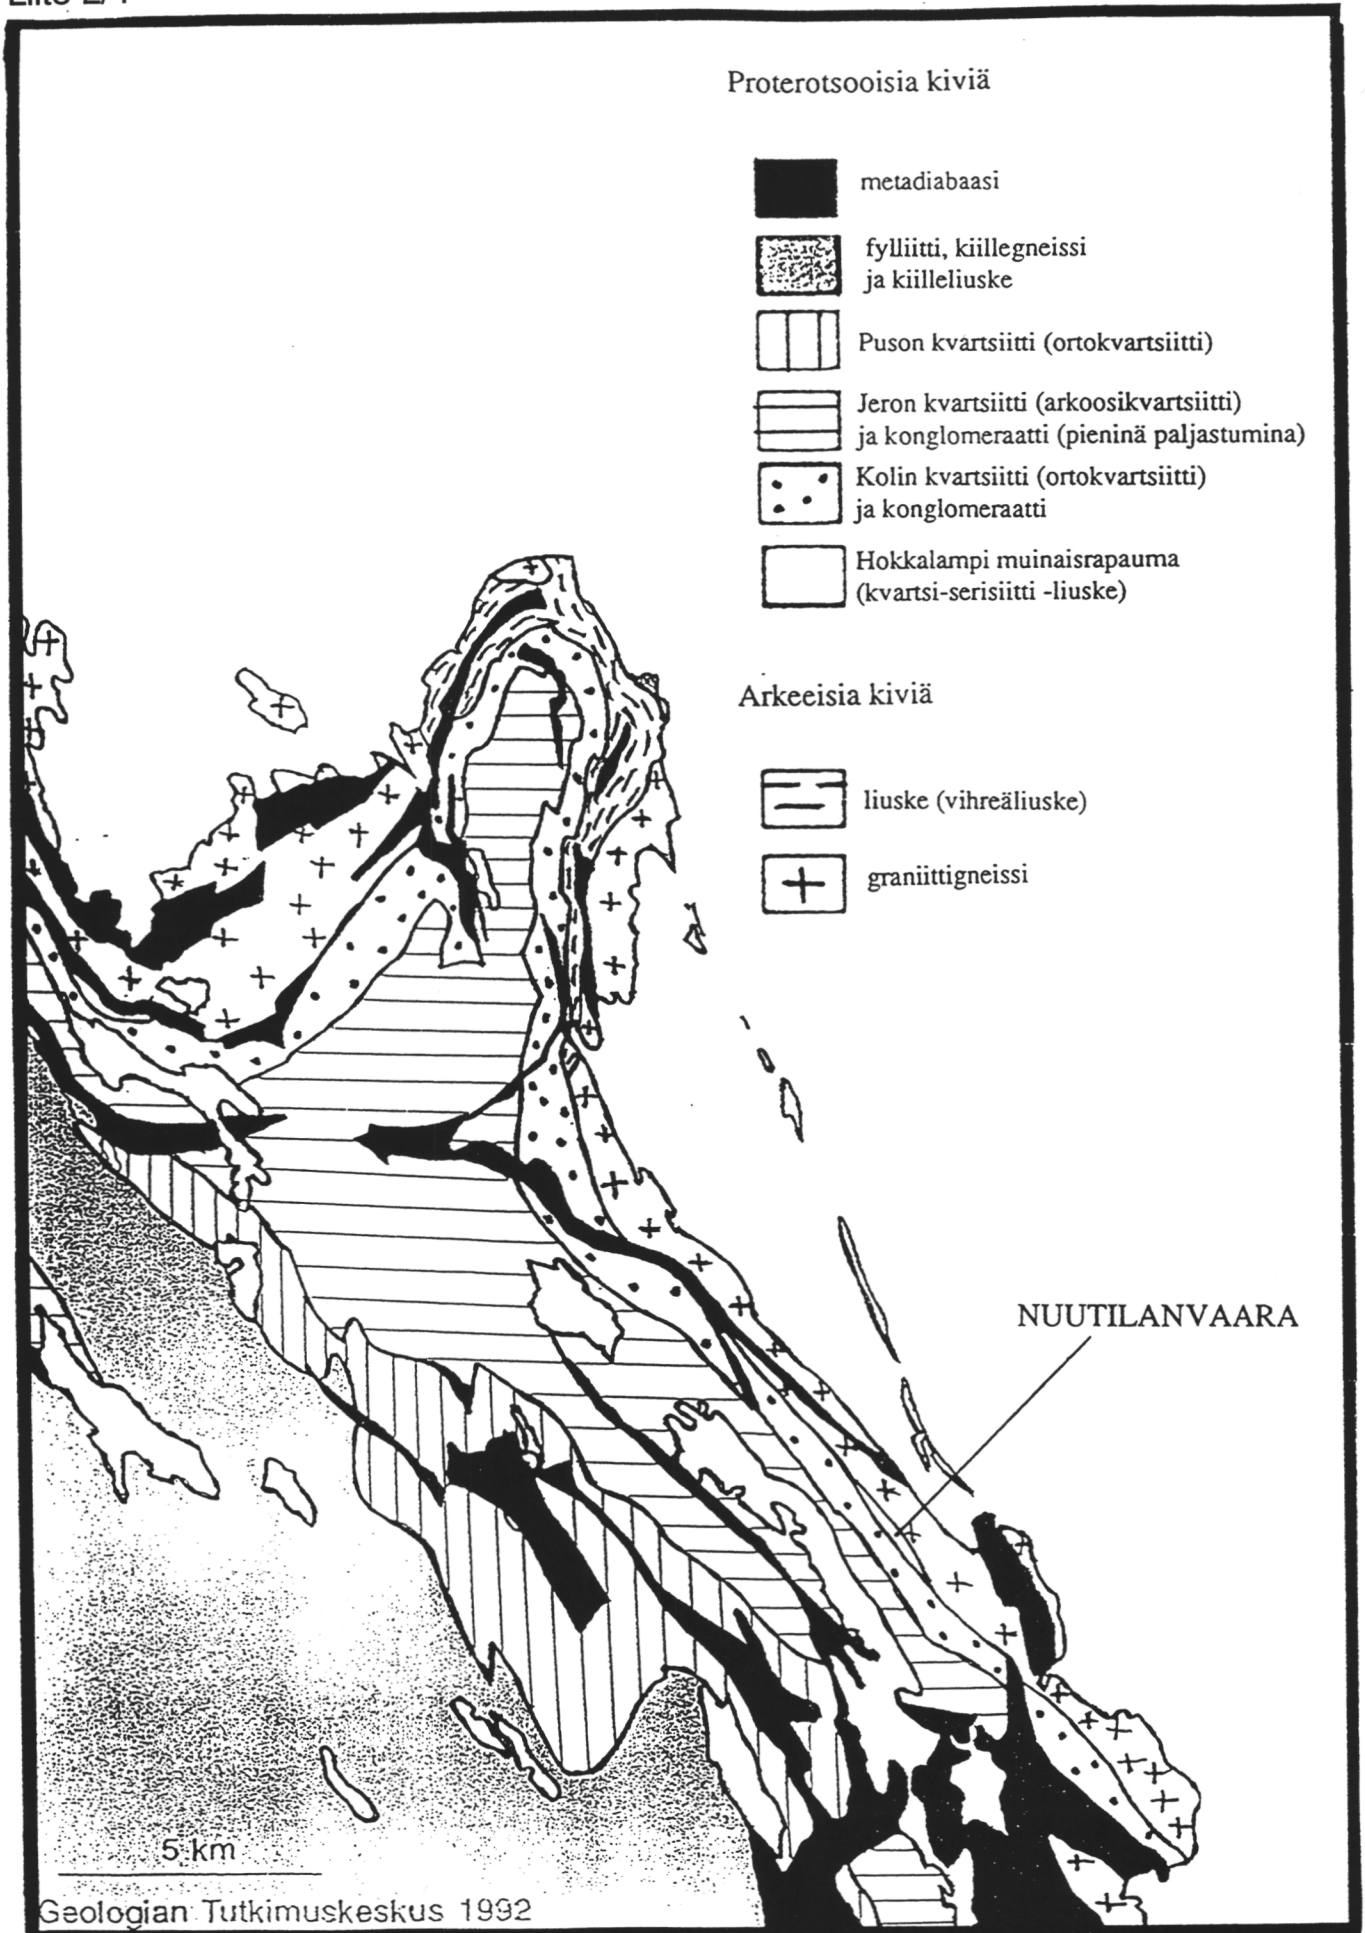 Proterotsooisia kiviä
metadiabaasi
fylliitti, kiillegneissi
ja kiilleliuske
Puson kvartsiitti (ortokvartsiitti)
Jeron kvartsiitti (arkoosikvartsiitti)
ja konglomeraatti (pieninä paljastumina)
Kolin kvartsiitti (ortokvartsiitti)
ja konglomeraatti
Hokkalampi muinaisrapauma
(kvartsi-serisiitti -liuske)
Arkeeisia kiviä
liuske (vihreäliuske)
graniittigneissi
NUUTILANVAARA
5 km
Geologian Tutkimuskeskus 1992